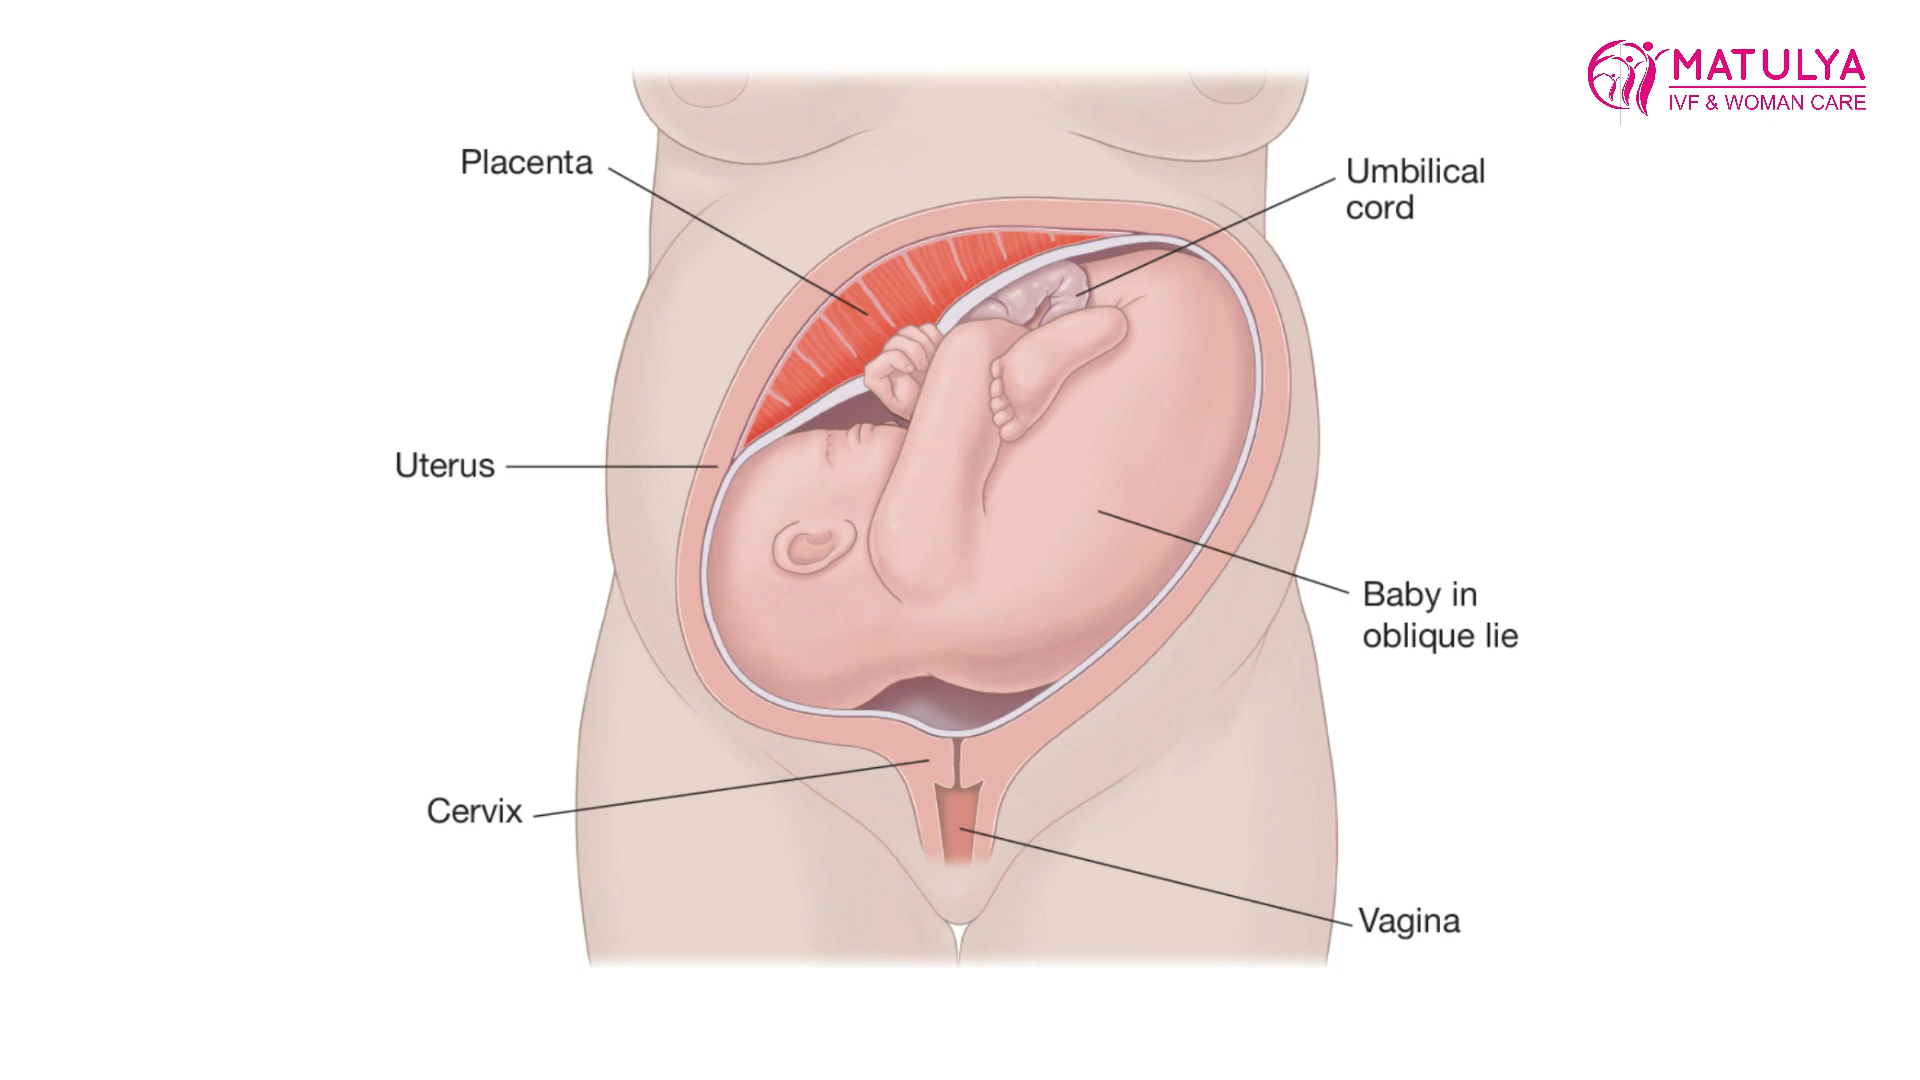 MATULYA
IVF & WOMAN CARE
Placenta
Umbilical
cord
Uterus
Baby in
oblique lie
Cervix
Vagina